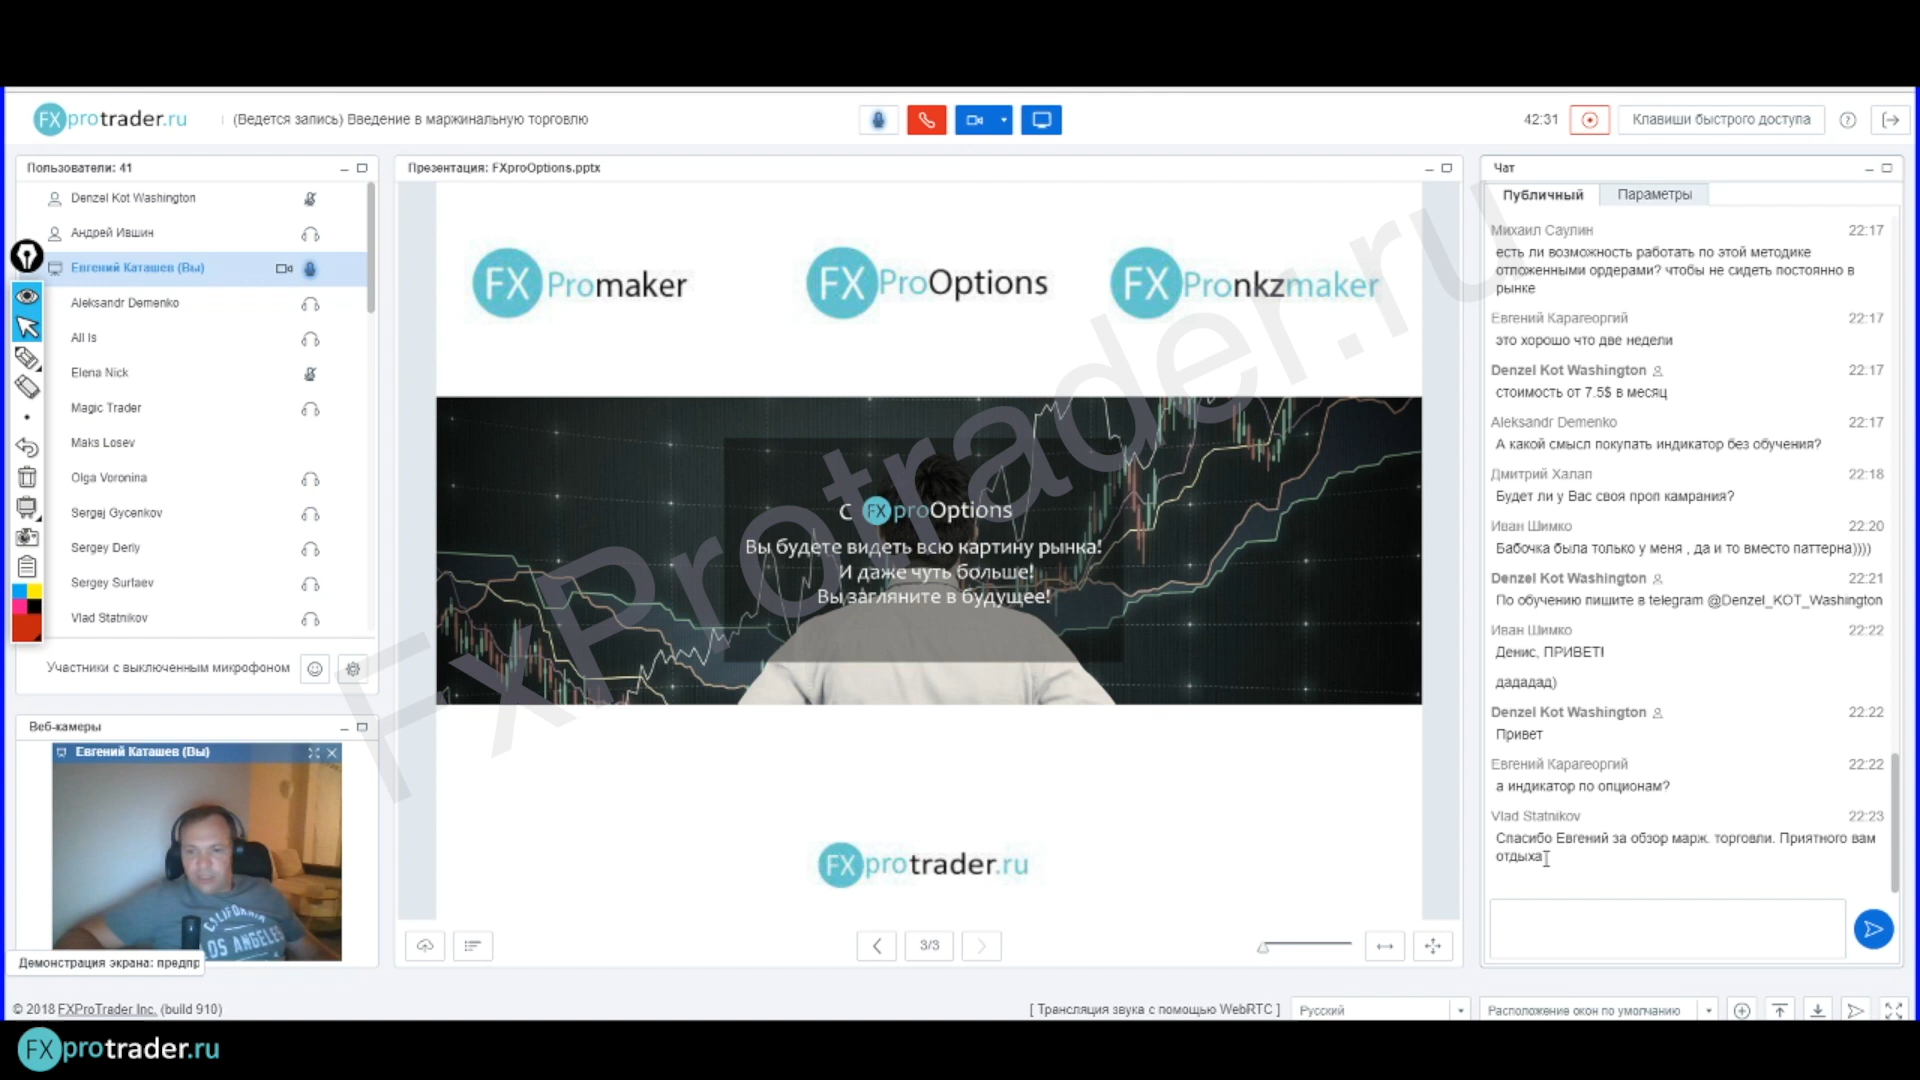 FXprotrader.ru
(Ведется запись) Введение в маржинальную торговлю
42:31
Клавиши быстрого доступа
Пользователи: 41
Denzel Kot Washington
Андрей Ившин
Евгений Каташев (Вы)
Aleksandr Demenko
All Is
Elena Nick
Magic Trader
Maks Losev
Olga Voronina
Sergej Gycenkov
Sergey Deriy
Sergey Surtaev
Vlad Statnikov
Участники с выключенным микрофоном
Веб-камеры
Евгений Каташев (Вы)
CALIFORNIA
LOS ANGELES
Демонстрация экрана: предпр
Презентация: FXproOptions.pptx
FX Promaker
FX ProOptions
FX Pronkzmaker
С FX proOptions
Вы будете видеть всю картину рынка!
И даже чуть больше!
Вы загляните в будущее!
FXprotrader.ru
3/3
FxProtrader.ru
Чат
Публичный
Параметры
Михаил Саулин 22:17
есть ли возможность работать по этой методике
отложенными ордерами? чтобы не сидеть постоянно в
рынке
Евгений Карагеоргий 22:17
это хорошо что две недели
Denzel Kot Washington 22:17
стоимость от 7.5$ в месяц
Aleksandr Demenko 22:17
А какой смысл покупать индикатор без обучения?
Дмитрий Халап 22:18
Будет ли у Вас своя проп камрания?
Иван Шимко 22:20
Бабочка была только у меня , да и то вместо паттерна))))
Denzel Kot Washington 22:21
По обучению пишите в telegram @Denzel_KOT_Washington
Иван Шимко 22:22
Денис, ПРИВЕТ!
дададад)
Denzel Kot Washington 22:22
Привет
Евгений Карагеоргий 22:22
а индикатор по опционам?
Vlad Statnikov 22:23
Спасибо Евгений за обзор марж. торговли. Приятного вам
отдыха
© 2018 FXProTrader Inc. (build 910)
[ Трансляция звука с помощью WebRTC ]
Русский
Расположение окон по умолчанию
FXprotrader.ru